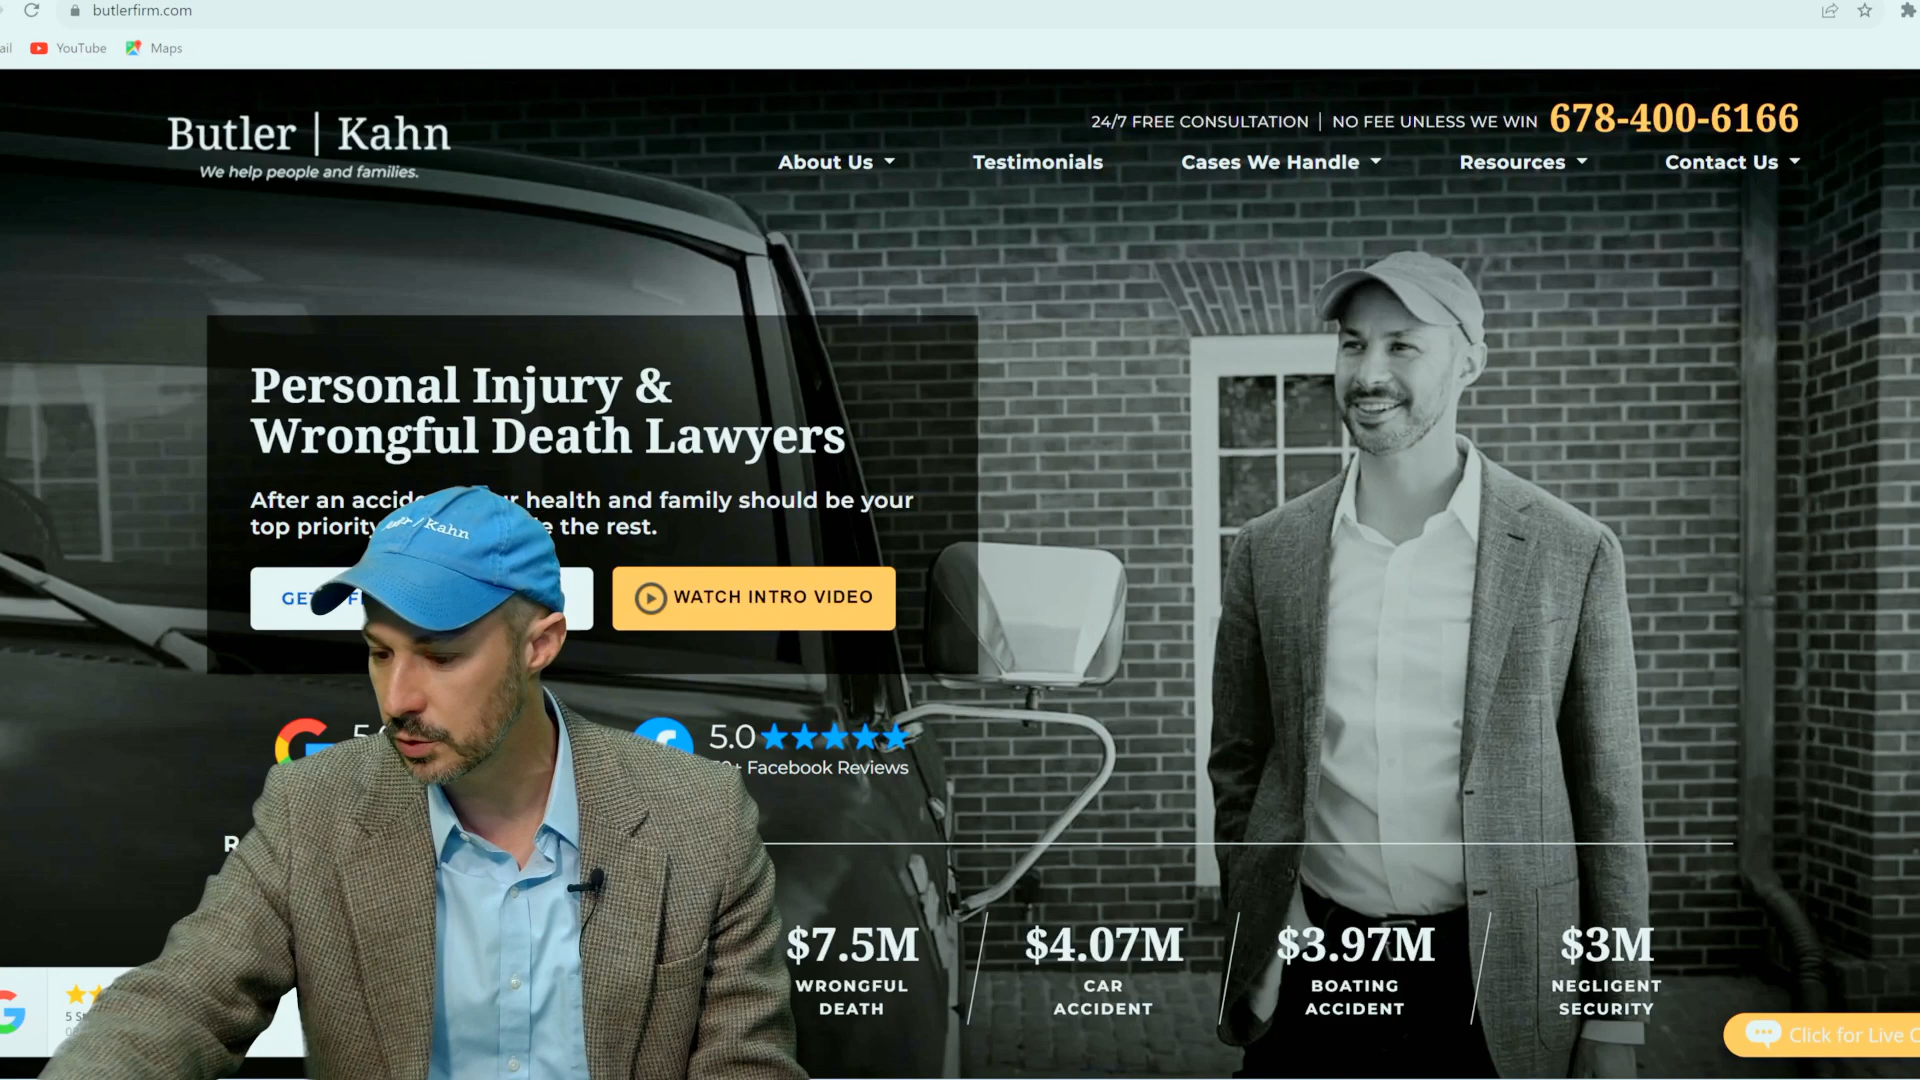 butlerfirm.com
YouTube Maps
Butler | Kahn
We help people and families.
24/7 FREE CONSULTATION | NO FEE UNLESS WE WIN 678-400-6166
About Us Testimonials Cases We Handle Resources Contact Us
Personal Injury &
Wrongful Death Lawyers
After an health and family should be your
top priority the rest.
Kahn
WATCH INTRO VIDEO
5.0
Facebook Reviews
$7.5M $4.07M $3.97M $3M
WRONGFUL DEATH
CAR ACCIDENT
BOATING ACCIDENT
NEGLIGENT SECURITY
Click for Live